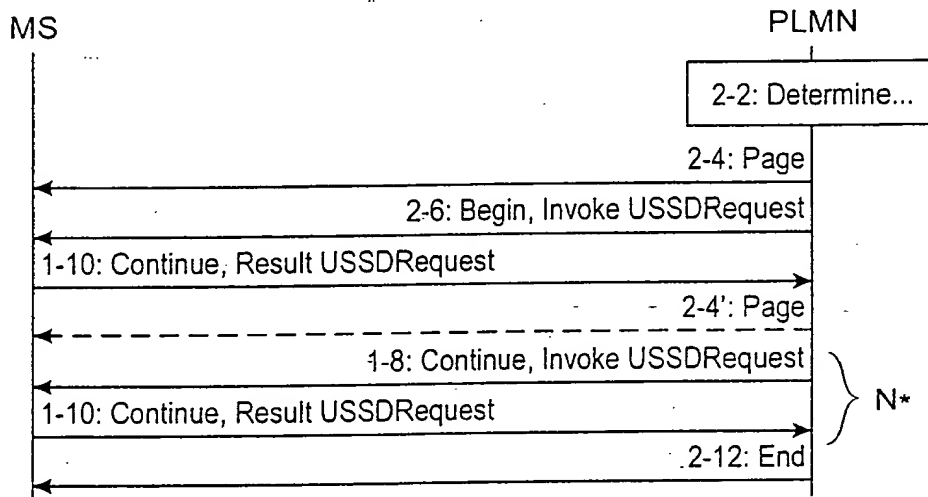 MS
PLMN
2-2: Determine...
2-4: Page
2-6: Begin, Invoke USSDRequest
1-10: Continue, Result USSDRequest
2-4': Page
1-8: Continue, Invoke USSDRequest
N*
1-10: Continue, Result USSDRequest
2-12: End